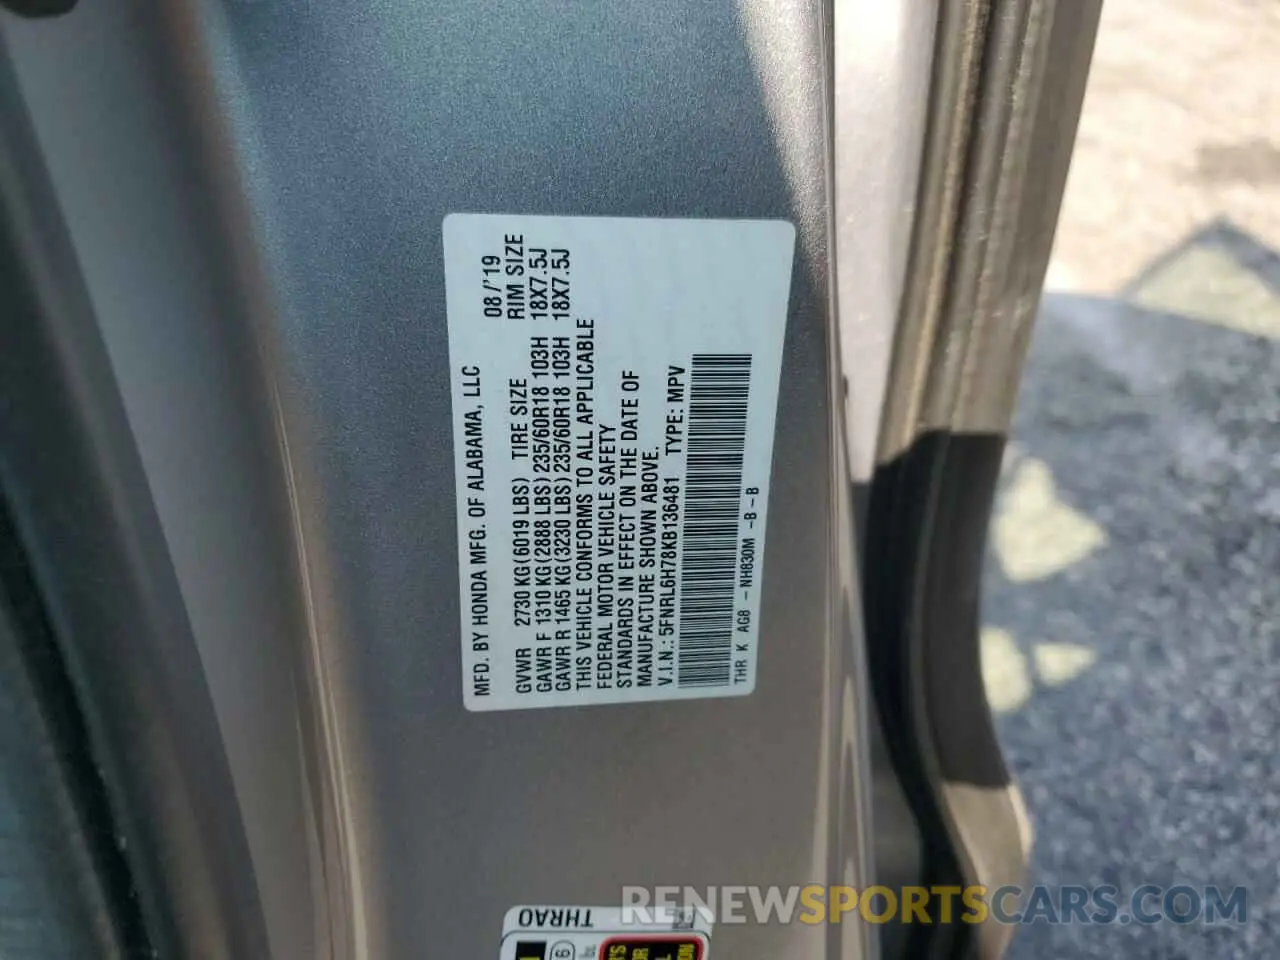 MFD. BY HONDA MFG. OF ALABAMA, LLC 08/'19
GVWR 2730 KG(6019 LBS) TIRE SIZE RIM SIZE
GAWR F 1310 KG(2888 LBS)235/60R18 103H 18X7.5J
GAWR R 1465 KG(3230 LBS)235/60R18 103H 18X7.5J
THIS VEHICLE CONFORMS TO ALL APPLICABLE
FEDERAL MOTOR VEHICLE SAFETY
STANDARDS IN EFFECT ON THE DATE OF
MANUFACTURE SHOWN ABOVE.
V.I.N.: 5FNRL6H78KB136481 TYPE: MPV
THR K AG8 - NH830M -B-B
THRA0
RENEWSPORTSCARS.COM